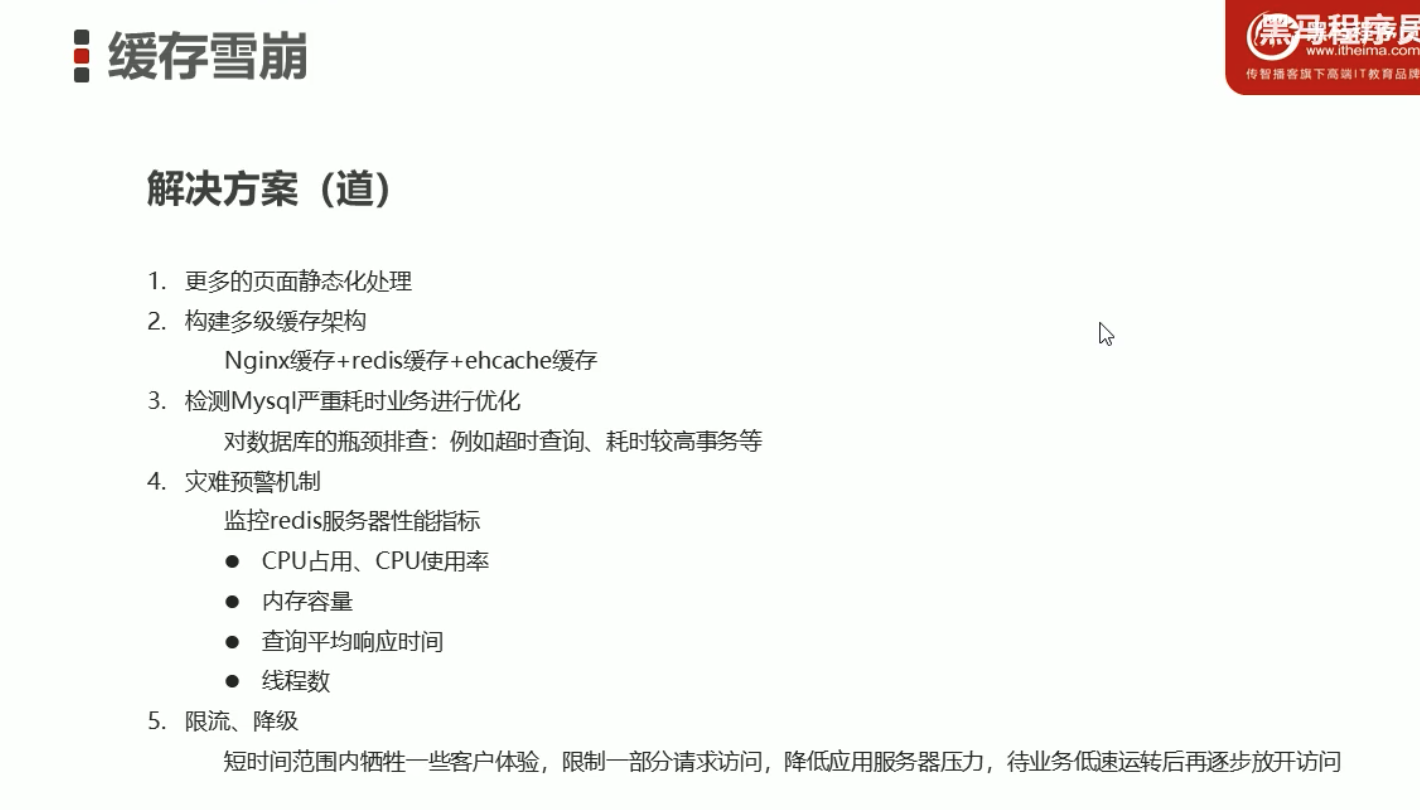 缓存雪崩
黑马程序员
www.itheima.com
传智播客旗下高端IT教育品牌
解决方案（道）
1. 更多的页面静态化处理
2. 构建多级缓存架构
Nginx缓存+redis缓存+ehcache缓存
3. 检测Mysql严重耗时业务进行优化
对数据库的瓶颈排查：例如超时查询、耗时较高事务等
4. 灾难预警机制
监控redis服务器性能指标
● CPU占用、CPU使用率
● 内存容量
● 查询平均响应时间
● 线程数
5. 限流、降级
短时间范围内牺牲一些客户体验，限制一部分请求访问，降低应用服务器压力，待业务低速运转后再逐步放开访问